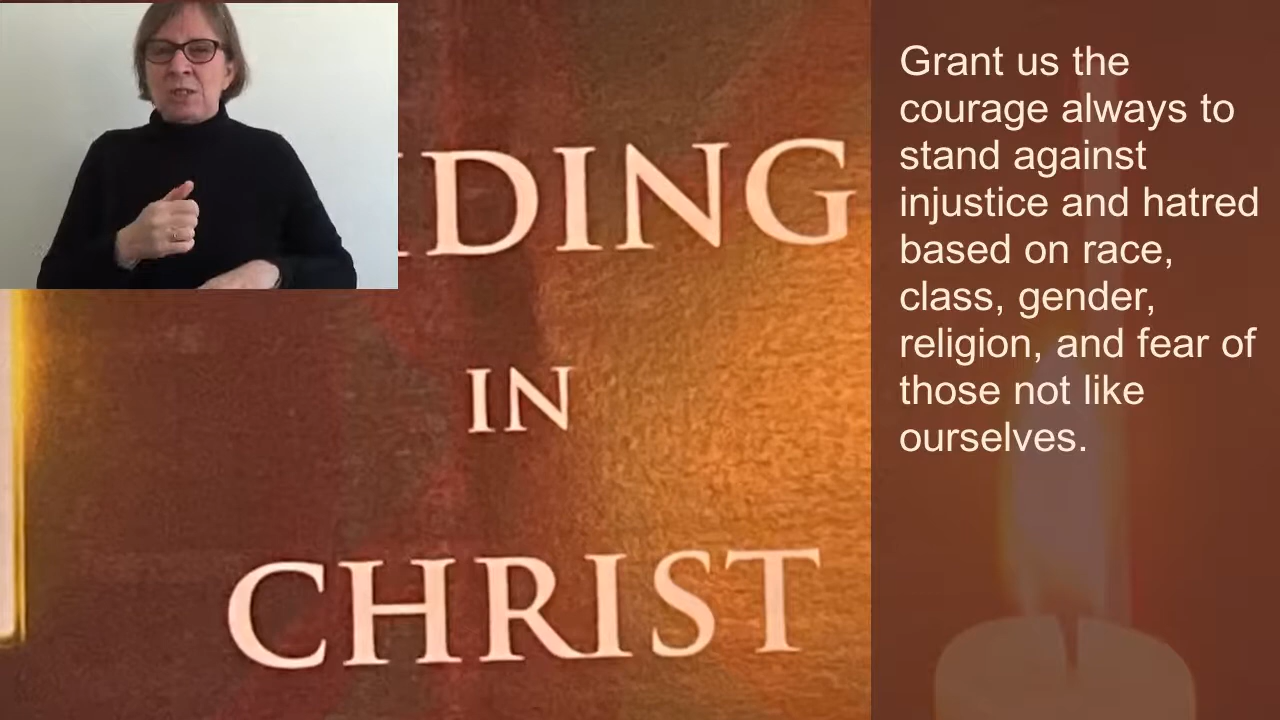 DING
IN
CHRIST
Grant us the
courage always to
stand against
injustice and hatred
based on race,
class, gender,
religion, and fear of
those not like
ourselves.